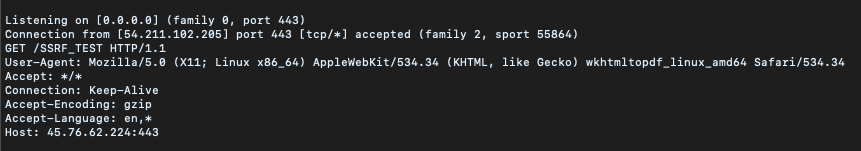 Listening on [0.0.0.0] (family 0, port 443)
Connection from [54.211.102.205] port 443 [tcp/*] accepted (family 2, sport 55864)
GET /SSRF_TEST HTTP/1.1
User-Agent: Mozilla/5.0 (X11; Linux x86_64) AppleWebKit/534.34 (KHTML, like Gecko) wkhtmltopdf_linux_amd64 Safari/534.34
Accept: */*
Connection: Keep-Alive
Accept-Encoding: gzip
Accept-Language: en,*
Host: 45.76.62.224:443